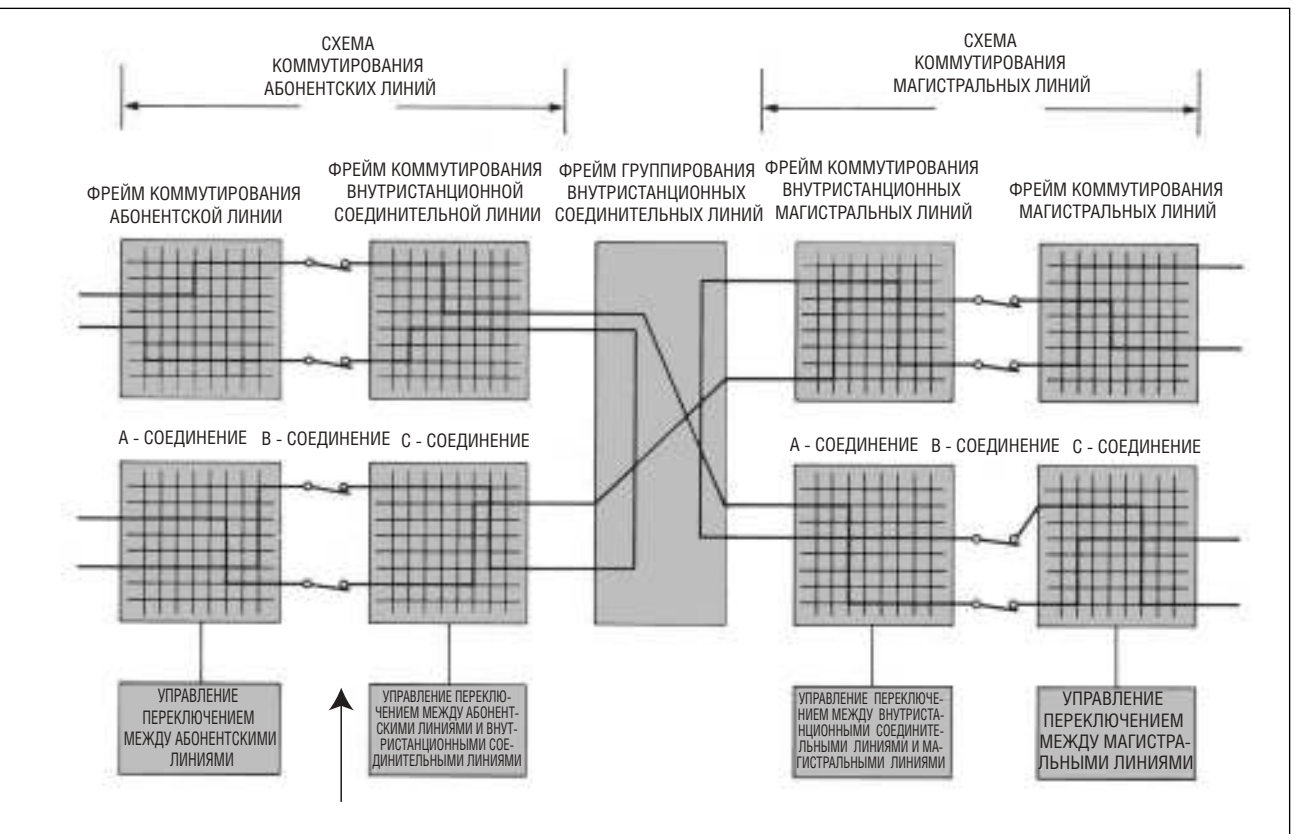 СХЕМА
КОММУТИРОВАНИЯ
АБОНЕНТСКИХ ЛИНИЙ
СХЕМА
КОММУТИРОВАНИЯ
МАГИСТРАЛЬНЫХ ЛИНИЙ
ФРЕЙМ КОММУТИРОВАНИЯ
АБОНЕНТСКОЙ ЛИНИИ
ФРЕЙМ КОММУТИРОВАНИЯ
ВНУТРИСТАНЦИОННОЙ
СОЕДИНИТЕЛЬНОЙ ЛИНИИ
ФРЕЙМ ГРУППИРОВАНИЯ
ВНУТРИСТАНЦИОННЫХ
СОЕДИНИТЕЛЬНЫХ ЛИНИЙ
ФРЕЙМ КОММУТИРОВАНИЯ
ВНУТРИСТАНЦИОННЫХ
МАГИСТРАЛЬНЫХ ЛИНИЙ
ФРЕЙМ КОММУТИРОВАНИЯ
МАГИСТРАЛЬНЫХ ЛИНИЙ
А - СОЕДИНЕНИЕ В - СОЕДИНЕНИЕ С - СОЕДИНЕНИЕ
А - СОЕДИНЕНИЕ В - СОЕДИНЕНИЕ С - СОЕДИНЕНИЕ
УПРАВЛЕНИЕ
ПЕРЕКЛЮЧЕНИЕМ
МЕЖДУ АБОНЕНТСКИМИ
ЛИНИЯМИ
УПРАВЛЕНИЕ ПЕРЕКЛЮ-
ЧЕНИЕМ МЕЖДУ АБОНЕНТ-
СКИМИ ЛИНИЯМИ И ВНУТ-
РИСТАНЦИОННЫМИ СОЕ-
ДИНИТЕЛЬНЫМИ ЛИНИЯМИ
УПРАВЛЕНИЕ ПЕРЕКЛЮЧЕ-
НИЕМ МЕЖДУ ВНУТРИСТА-
НЦИОННЫМИ СОЕДИНИТЕ-
ЛЬНЫМИ ЛИНИЯМИ И МА-
ГИСТРАЛЬНЫМИ ЛИНИЯМИ
УПРАВЛЕНИЕ
ПЕРЕКЛЮЧЕНИЕМ
МЕЖДУ МАГИСТРА-
ЛЬНЫМИ ЛИНИЯМИ